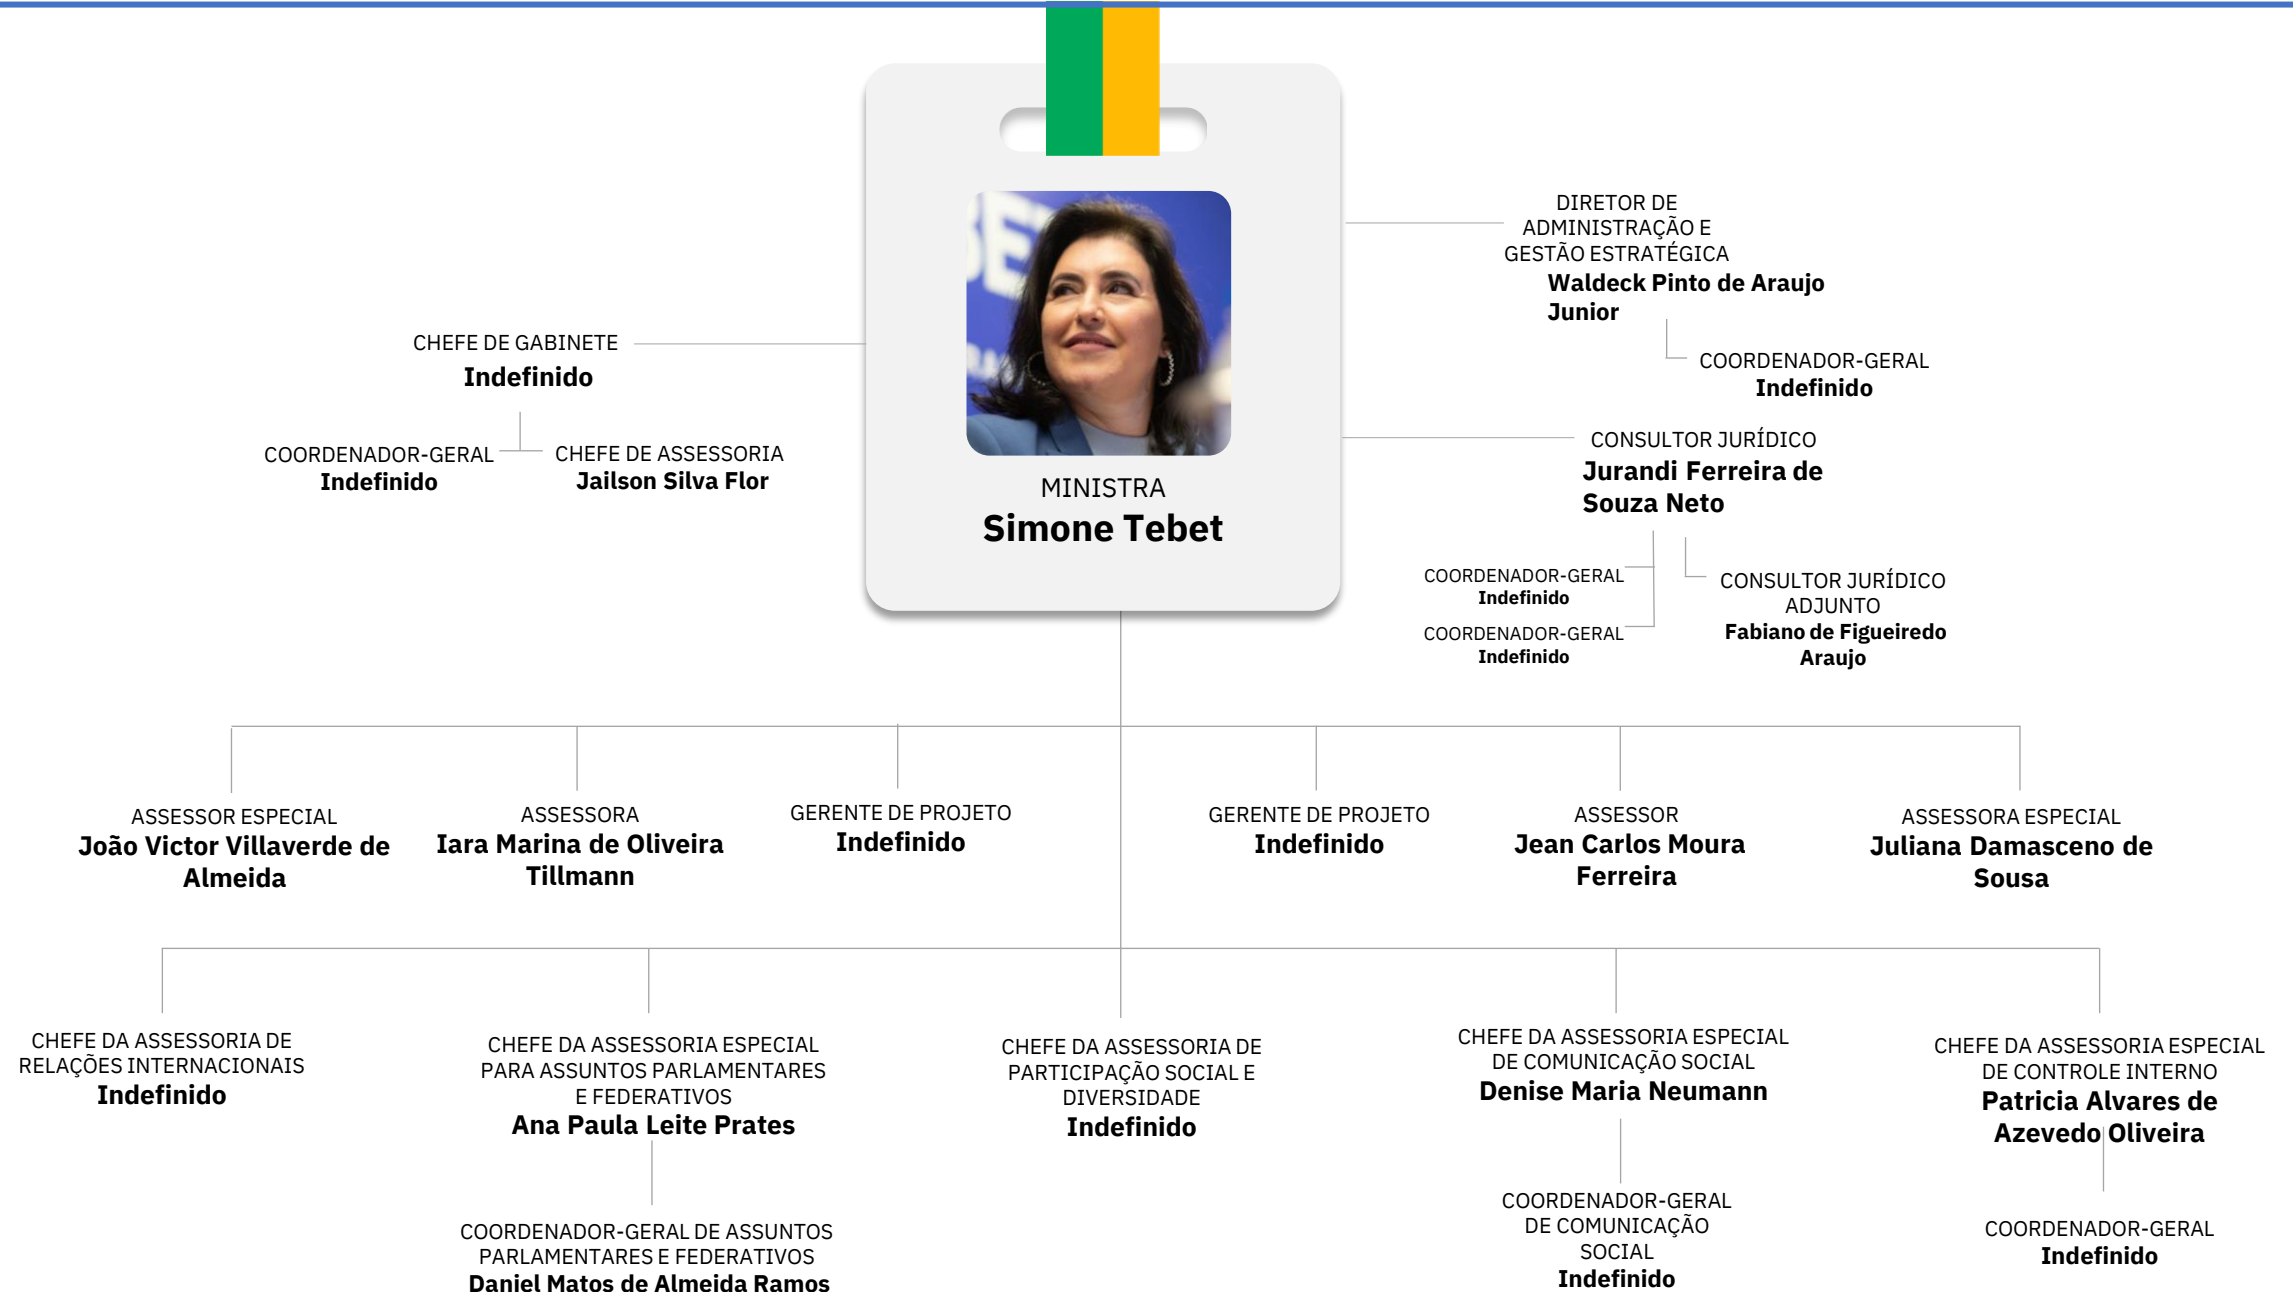 DIRETOR DE
ADMINISTRAÇÃO E
GESTÃO ESTRATÉGICA
Waldeck Pinto de Araujo
Junior
COORDENADOR-GERAL
Indefinido
CHEFE DE GABINETE
Indefinido
COORDENADOR-GERAL
Indefinido
CHEFE DE ASSESSORIA
Jailson Silva Flor
MINISTRA
Simone Tebet
CONSULTOR JURÍDICO
Jurandi Ferreira de
Souza Neto
COORDENADOR-GERAL
Indefinido
COORDENADOR-GERAL
Indefinido
CONSULTOR JURÍDICO
ADJUNTO
Fabiano de Figueiredo
Araujo
ASSESSOR ESPECIAL
João Victor Villaverde de
Almeida
ASSESSORA
Iara Marina de Oliveira
Tillmann
GERENTE DE PROJETO
Indefinido
GERENTE DE PROJETO
Indefinido
ASSESSOR
Jean Carlos Moura
Ferreira
ASSESSORA ESPECIAL
Juliana Damasceno de
Sousa
CHEFE DA ASSESSORIA DE
RELAÇÕES INTERNACIONAIS
Indefinido
CHEFE DA ASSESSORIA ESPECIAL
PARA ASSUNTOS PARLAMENTARES
E FEDERATIVOS
Ana Paula Leite Prates
COORDENADOR-GERAL DE ASSUNTOS
PARLAMENTARES E FEDERATIVOS
Daniel Matos de Almeida Ramos
CHEFE DA ASSESSORIA DE
PARTICIPAÇÃO SOCIAL E
DIVERSIDADE
Indefinido
CHEFE DA ASSESSORIA ESPECIAL
DE COMUNICAÇÃO SOCIAL
Denise Maria Neumann
COORDENADOR-GERAL
DE COMUNICAÇÃO
SOCIAL
Indefinido
CHEFE DA ASSESSORIA ESPECIAL
DE CONTROLE INTERNO
Patricia Alvares de
Azevedo Oliveira
COORDENADOR-GERAL
Indefinido